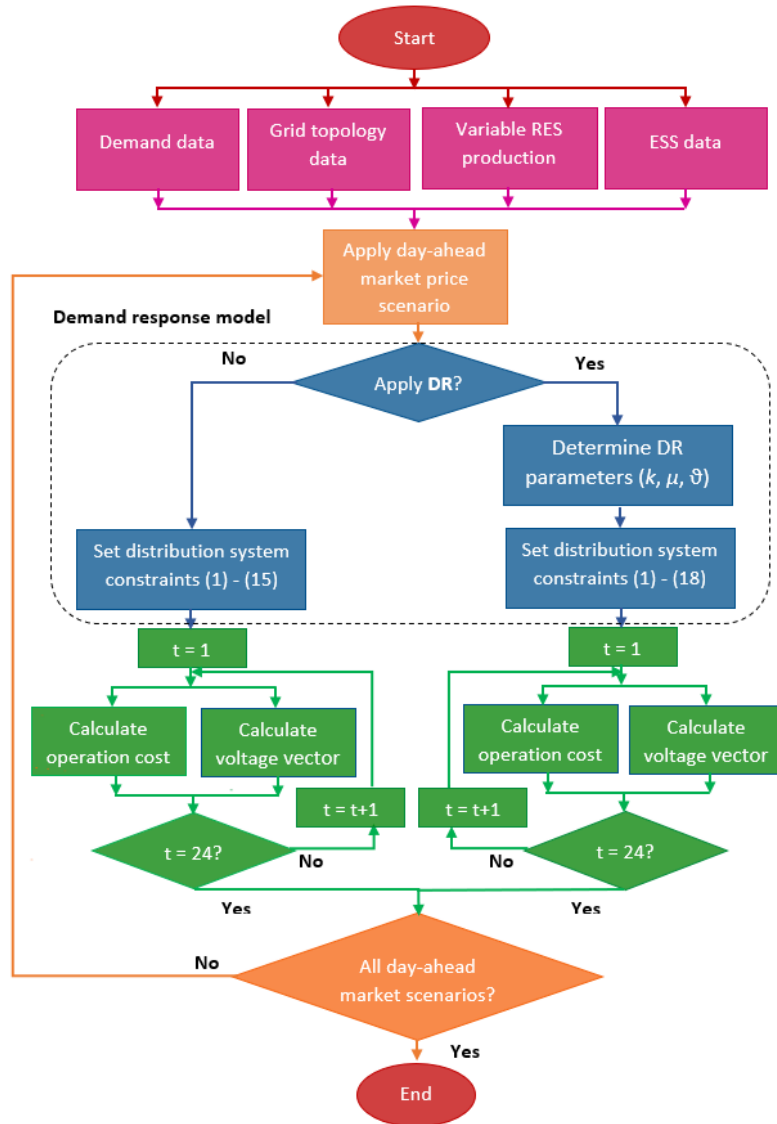 Start
Demand data
Grid topology
data
Variable RES
production
ESS data
Apply day-ahead
market price
scenario
Demand response model
No
Yes
Apply DR?
Determine DR
parameters (k, μ, ϑ)
Set distribution system
constraints (1) - (15)
Set distribution system
constraints (1) - (18)
t = 1
t = 1
Calculate
operation cost
Calculate
voltage vector
Calculate
operation cost
Calculate
voltage vector
t = t+1
t = t+1
t = 24?
No
No
t = 24?
Yes
Yes
No
All day-ahead
market scenarios?
Yes
End